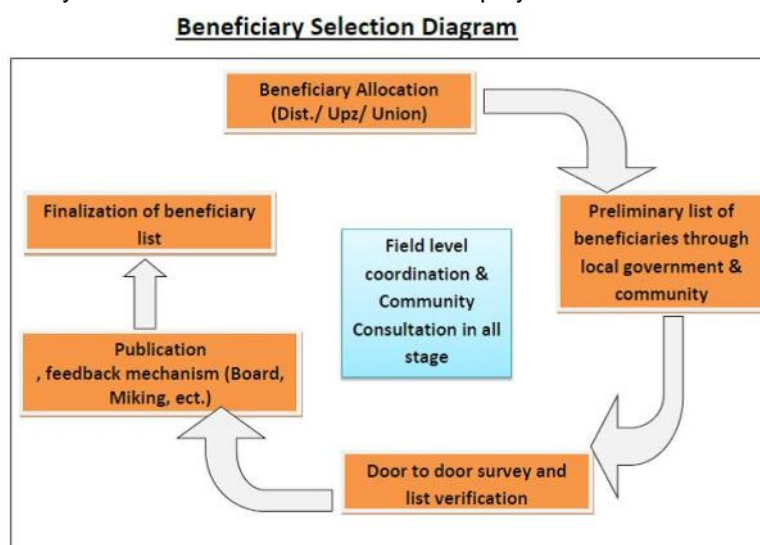 Beneficiary Selection Diagram
Beneficiary Allocation
(Dist./ Upz/ Union)
Preliminary list of
beneficiaries through
local government &
community
Finalization of beneficiary
list
Field level
coordination &
Community
Consultation in all
stage
Publication
, feedback mechanism (Board,
Miking, ect.)
Door to door survey and
list verification